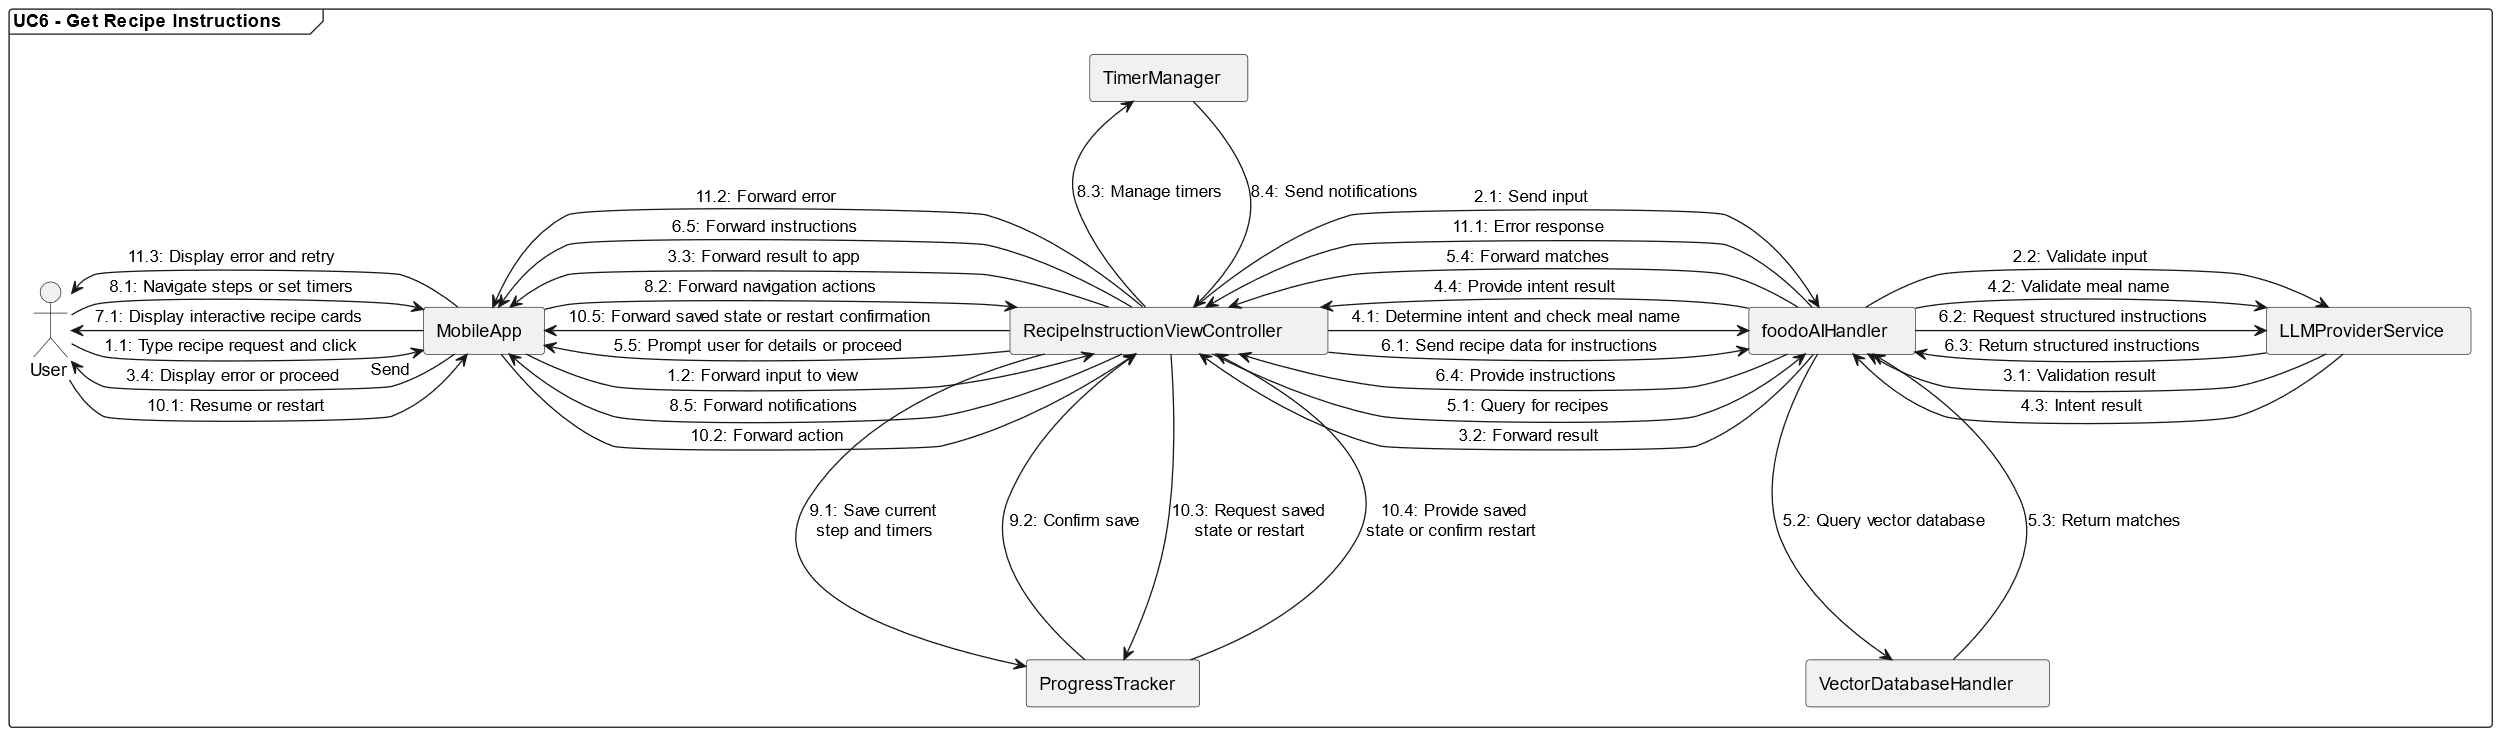 UC6 - Get Recipe Instructions
TimerManager
8.3: Manage timers
8.4: Send notifications
11.2: Forward error
2.1: Send input
6.5: Forward instructions
11.1: Error response
11.3: Display error and retry
3.3: Forward result to app
5.4: Forward matches
2.2: Validate input
8.1: Navigate steps or set timers
8.2: Forward navigation actions
4.4: Provide intent result
4.2: Validate meal name
7.1: Display interactive recipe cards
10.5: Forward saved state or restart confirmation
4.1: Determine intent and check meal name
6.2: Request structured instructions
MobileApp
RecipeInstructionViewController
foodoAIHandler
LLMProviderService
1.1: Type recipe request and click
Send
5.5: Prompt user for details or proceed
6.1: Send recipe data for instructions
6.3: Return structured instructions
User
3.4: Display error or proceed
1.2: Forward input to view
6.4: Provide instructions
3.1: Validation result
10.1: Resume or restart
8.5: Forward notifications
5.1: Query for recipes
4.3: Intent result
10.2: Forward action
3.2: Forward result
9.1: Save current
step and timers
9.2: Confirm save
10.3: Request saved
state or restart
10.4: Provide saved
state or confirm restart
5.2: Query vector database
5.3: Return matches
ProgressTracker
VectorDatabaseHandler